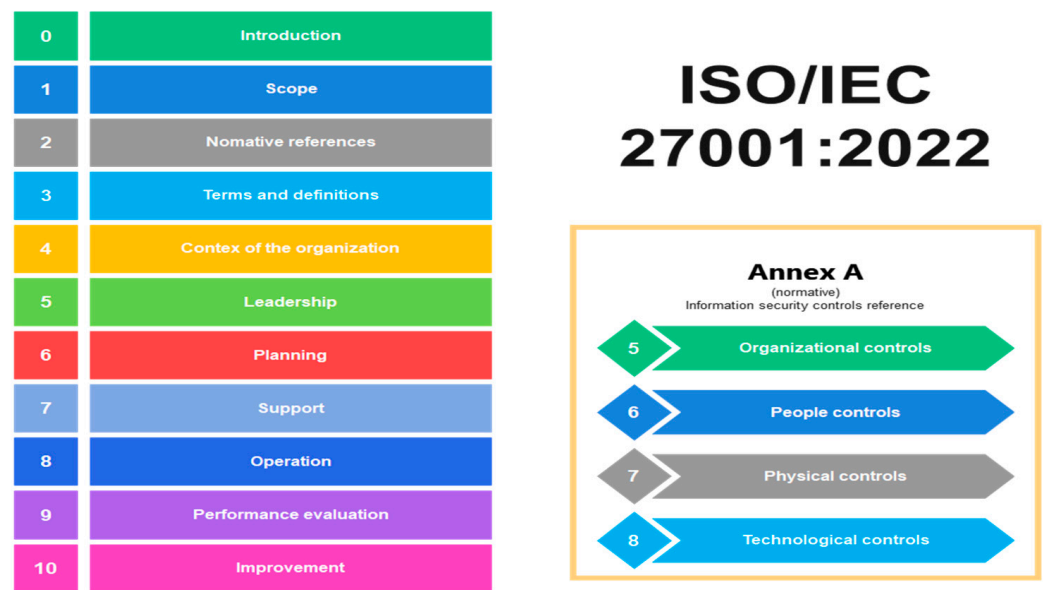 0 Introduction
1 Scope
2 Nomative references
3 Terms and definitions
4 Contex of the organization
5 Leadership
6 Planning
7 Support
8 Operation
9 Performance evaluation
10 Improvement
ISO/IEC
27001:2022
Annex A
(normative)
Information security controls reference
5 Organizational controls
6 People controls
7 Physical controls
8 Technological controls